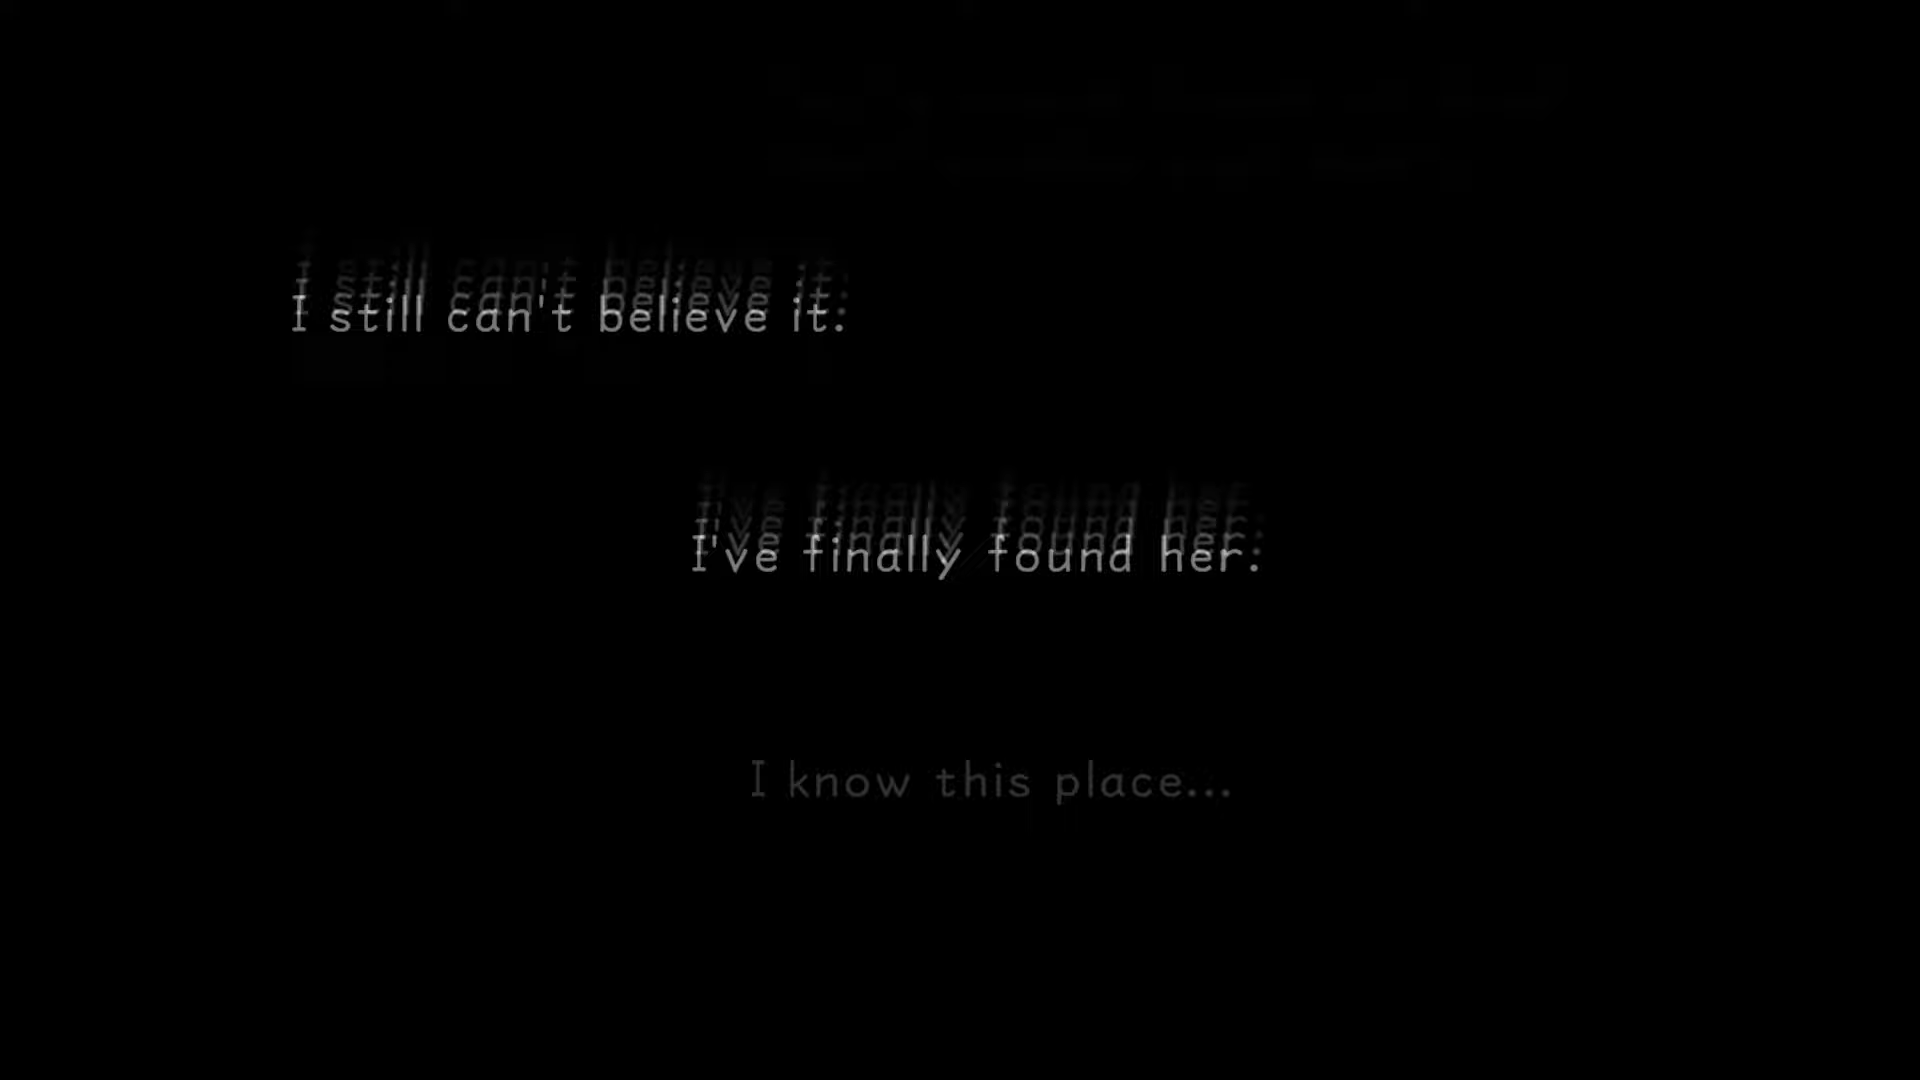 I still can't believe it.
I've finally found her.
I know this place...